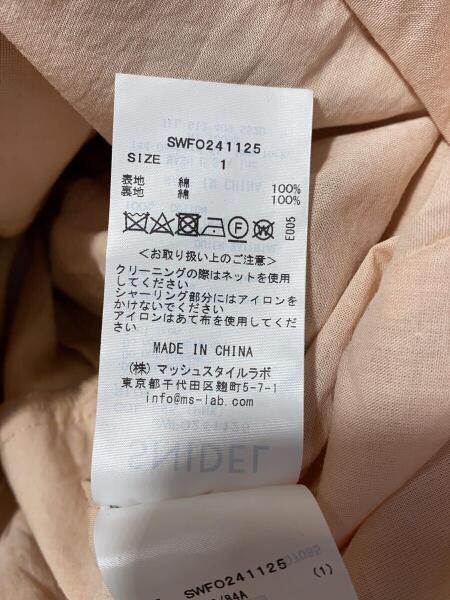 SWFO241125
SIZE 1
表地 綿 100%
裏地 綿 100%
E005
<お取り扱い上のご注意>
クリーニングの際はネットを使用
してください
シャーリング部分にはアイロンを
かけないでください
アイロンはあて布を使用してくだ
さい
MADE IN CHINA
(株) マッシュスタイルラボ
東京都千代田区麹町5-7-1
info@ms-lab.com
SNIDEL
SWFO241125
(1)